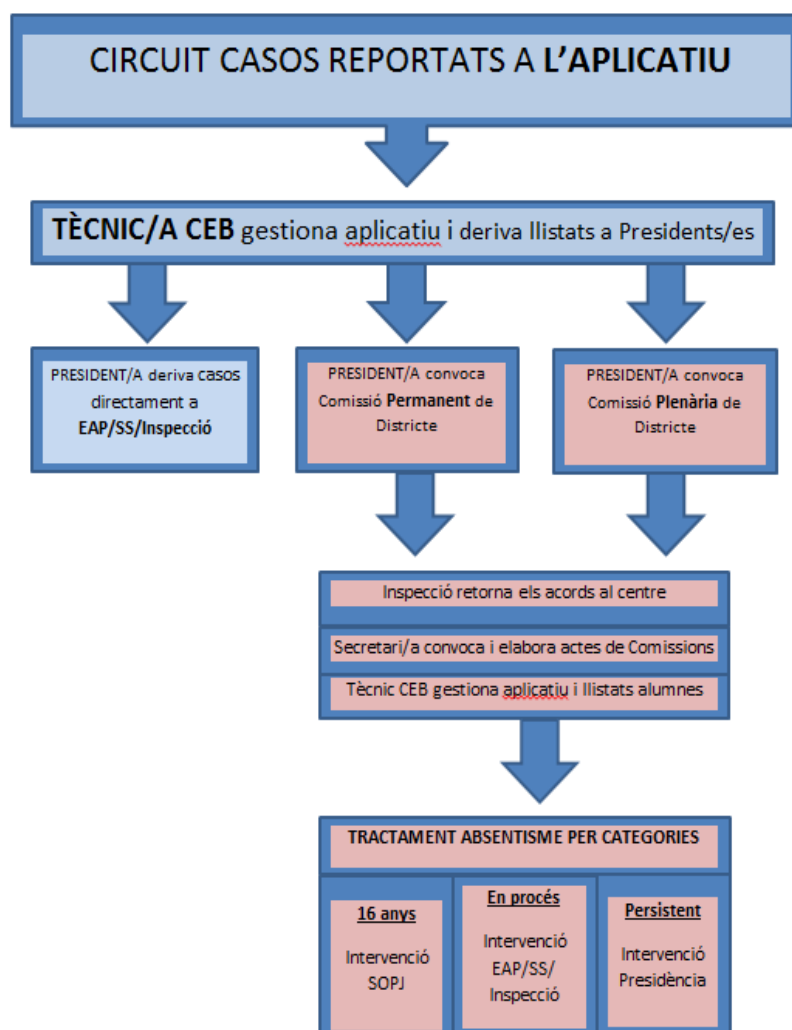 CIRCUIT CASOS REPORTATS A L'APLICATIU
TÈCNIC/A CEB gestiona aplicatiu i deriva llistats a Presidents/es
PRESIDENT/A deriva casos
directament a
EAP/SS/Inspecció
PRESIDENT/A convoca
Comissió Permanent de
Districte
PRESIDENT/A convoca
Comissió Plenària de
Districte
Inspecció retorna els acords al centre
Secretari/a convoca i elabora actes de Comissions
Tècnic CEB gestiona aplicatiu i llistats alumnes
TRACTAMENT ABSENTISME PER CATEGORIES
16 anys
Intervenció
SOPJ
En procés
Intervenció
EAP/SS/
Inspecció
Persistent
Intervenció
Presidència